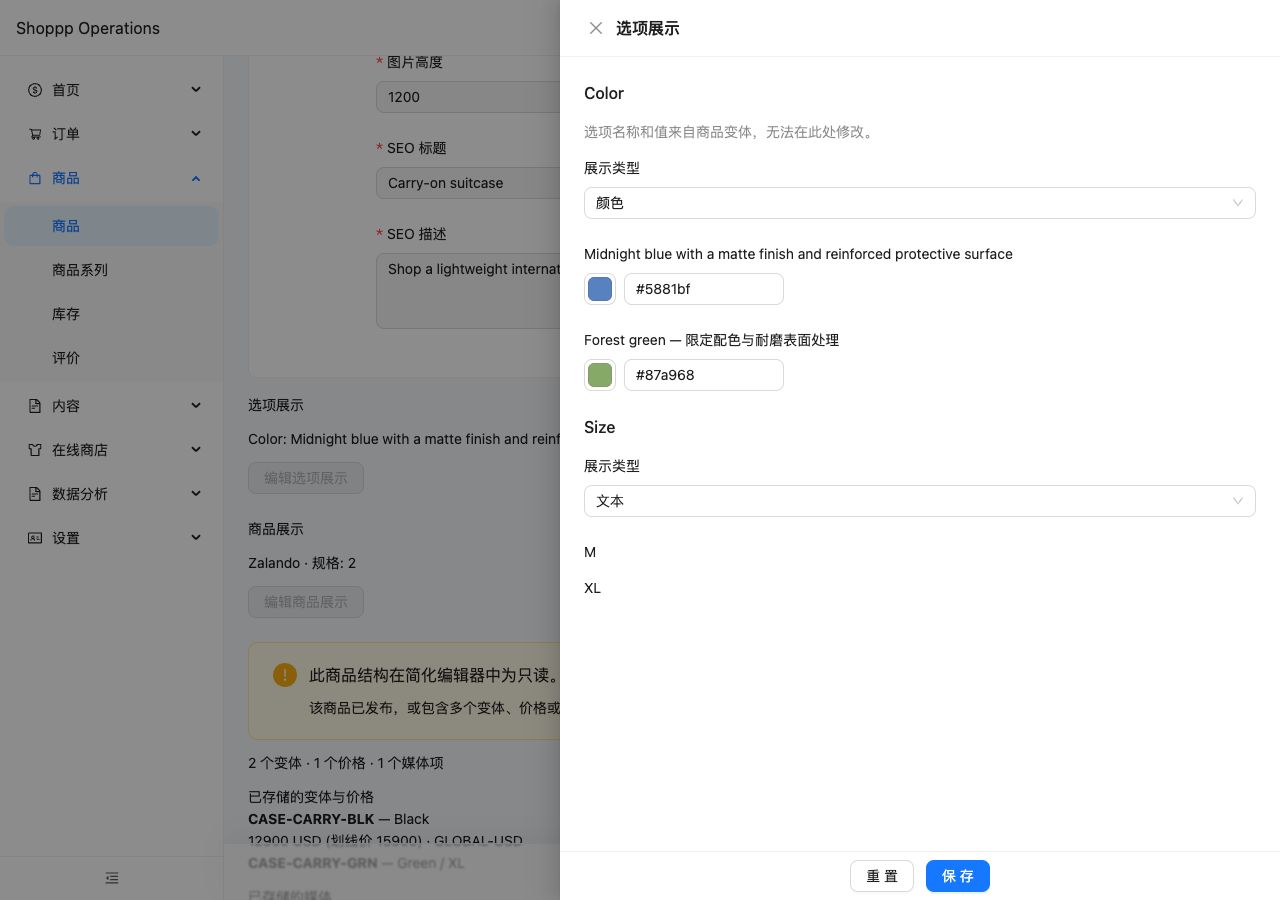 Shoppp Operations
首页
订单
商品
商品
商品系列
库存
评价
内容
在线商店
数据分析
设置
* 图片高度
1200
* SEO 标题
Carry-on suitcase
* SEO 描述
Shop a lightweight internat
选项展示
Color: Midnight blue with a matte finish and reinf
编辑选项展示
商品展示
Zalando · 规格: 2
编辑商品展示
此商品结构在简化编辑器中为只读。
该商品已发布，或包含多个变体、价格或
2 个变体 · 1 个价格 · 1 个媒体项
已存储的变体与价格
CASE-CARRY-BLK — Black
12900 USD (划线价 15900) · GLOBAL-USD
CASE-CARRY-GRN — Green / XL
已存储的媒体
选项展示
Color
选项名称和值来自商品变体，无法在此处修改。
展示类型
颜色
Midnight blue with a matte finish and reinforced protective surface
#5881bf
Forest green — 限定配色与耐磨表面处理
#87a968
Size
展示类型
文本
M
XL
重 置
保 存